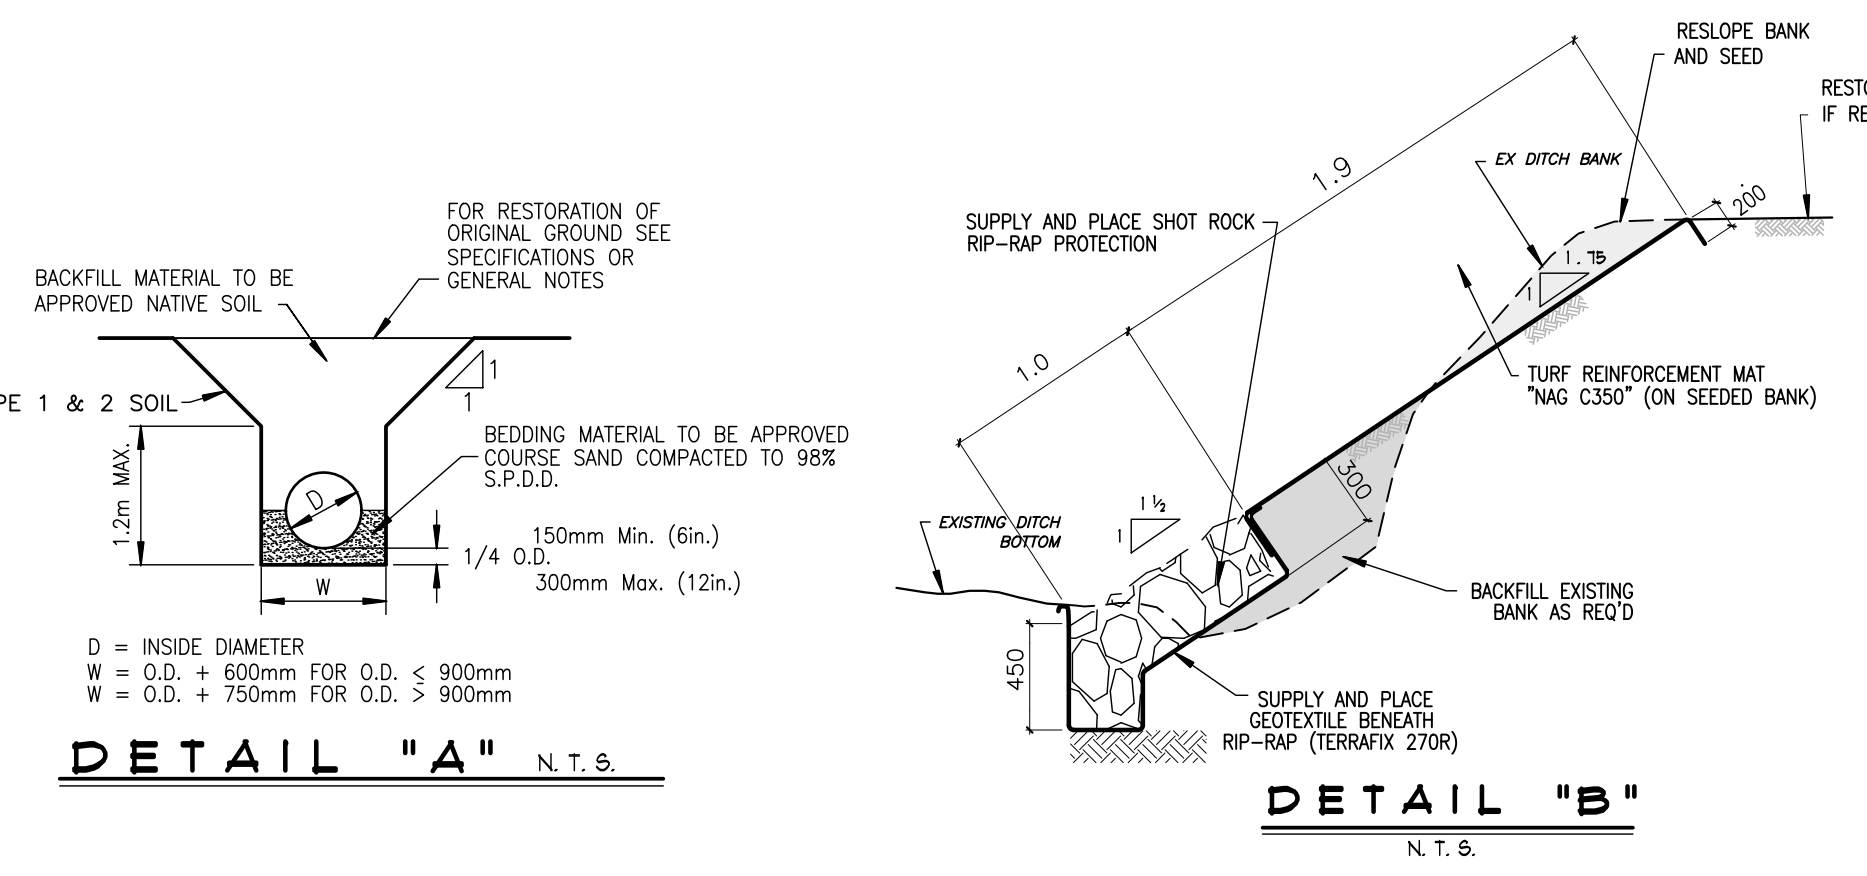 FOR RESTORATION OF
ORIGINAL GROUND SEE
SPECIFICATIONS OR
GENERAL NOTES
BACKFILL MATERIAL TO BE
APPROVED NATIVE SOIL
1
1
PE 1 & 2 SOIL
1.2m MAX.
D
BEDDING MATERIAL TO BE APPROVED
COURSE SAND COMPACTED TO 98%
S.P.D.D.
150mm Min. (6in.)
1/4 O.D.
300mm Max. (12in.)
W
D = INSIDE DIAMETER
W = O.D. + 600mm FOR O.D. ≤ 900mm
W = O.D. + 750mm FOR O.D. > 900mm
DETAIL "A" N.T.S.
RESLOPE BANK
AND SEED
RESTO
IF RE
1.9
EX DITCH BANK
200
SUPPLY AND PLACE SHOT ROCK
RIP-RAP PROTECTION
1.75
1
1.0
TURF REINFORCEMENT MAT
"NAG C350" (ON SEEDED BANK)
300
1 ½
1
EXISTING DITCH
BOTTOM
BACKFILL EXISTING
BANK AS REQ'D
450
SUPPLY AND PLACE
GEOTEXTILE BENEATH
RIP-RAP (TERRAFIX 270R)
DETAIL "B"
N.T.S.